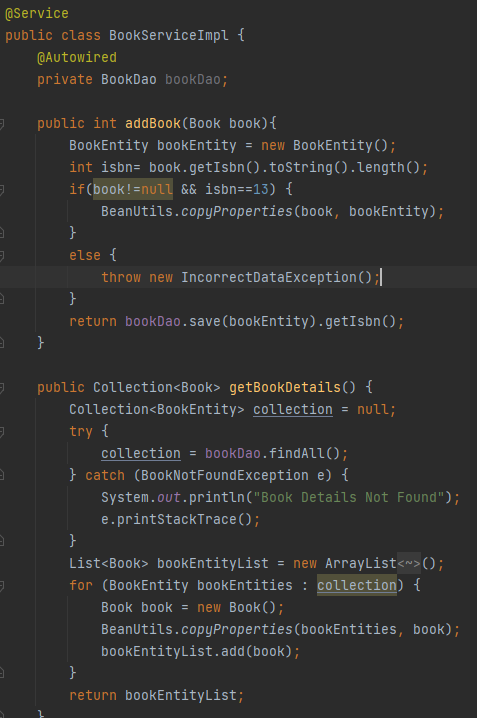 @Service
public class BookServiceImpl {
    @Autowired
    private BookDao bookDao;

    public int addBook(Book book){
        BookEntity bookEntity = new BookEntity();
        int isbn= book.getIsbn().toString().length();
        if(book!=null && isbn==13) {
            BeanUtils.copyProperties(book, bookEntity);
        }
        else {
            throw new IncorrectDataException();
        }
        return bookDao.save(bookEntity).getIsbn();
    }

    public Collection<Book> getBookDetails() {
        Collection<BookEntity> collection = null;
        try {
            collection = bookDao.findAll();
        } catch (BookNotFoundException e) {
            System.out.println("Book Details Not Found");
            e.printStackTrace();
        }
        List<Book> bookEntityList = new ArrayList<~>();
        for (BookEntity bookEntities : collection) {
            Book book = new Book();
            BeanUtils.copyProperties(bookEntities, book);
            bookEntityList.add(book);
        }
        return bookEntityList;
    }